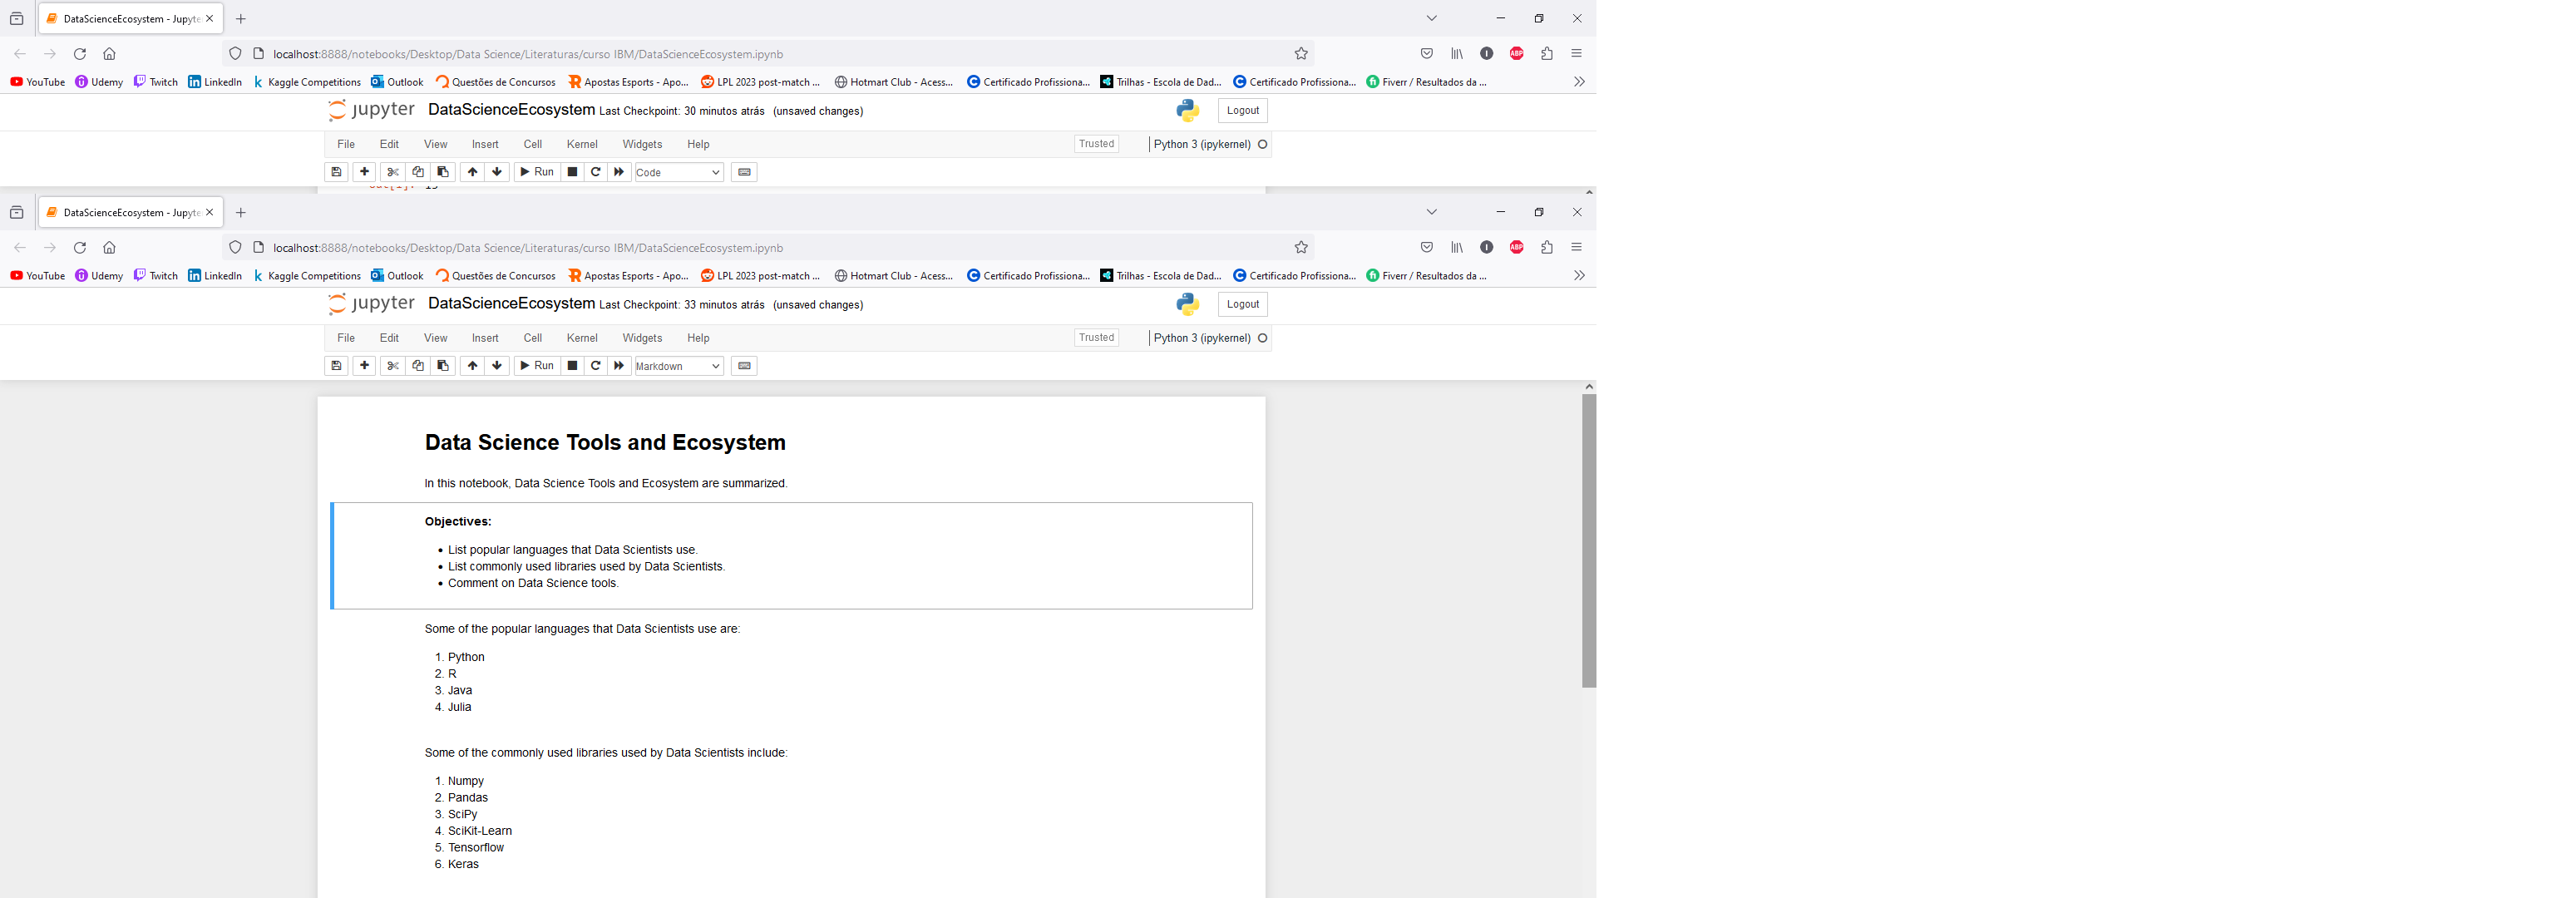 DataScienceEcosystem - Jupyte
localhost:8888/notebooks/Desktop/Data Science/Literaturas/curso IBM/DataScienceEcosystem.ipynb
YouTube Udemy Twitch LinkedIn Kaggle Competitions Outlook Questões de Concursos Apostas Esports - Apo... LPL 2023 post-match ... Hotmart Club - Acess... Certificado Profissiona... Trilhas - Escola de Dad... Certificado Profissiona... Fiverr / Resultados da ...
jupyter DataScienceEcosystem Last Checkpoint: 30 minutos atrás (unsaved changes) Logout
File Edit View Insert Cell Kernel Widgets Help Trusted Python 3 (ipykernel)
Run Code
DataScienceEcosystem - Jupyte
localhost:8888/notebooks/Desktop/Data Science/Literaturas/curso IBM/DataScienceEcosystem.ipynb
YouTube Udemy Twitch LinkedIn Kaggle Competitions Outlook Questões de Concursos Apostas Esports - Apo... LPL 2023 post-match ... Hotmart Club - Acess... Certificado Profissiona... Trilhas - Escola de Dad... Certificado Profissiona... Fiverr / Resultados da ...
jupyter DataScienceEcosystem Last Checkpoint: 33 minutos atrás (unsaved changes) Logout
File Edit View Insert Cell Kernel Widgets Help Trusted Python 3 (ipykernel)
Run Markdown
Data Science Tools and Ecosystem
In this notebook, Data Science Tools and Ecosystem are summarized.
Objectives:
• List popular languages that Data Scientists use.
• List commonly used libraries used by Data Scientists.
• Comment on Data Science tools.
Some of the popular languages that Data Scientists use are:
1. Python
2. R
3. Java
4. Julia
Some of the commonly used libraries used by Data Scientists include:
1. Numpy
2. Pandas
3. SciPy
4. SciKit-Learn
5. Tensorflow
6. Keras